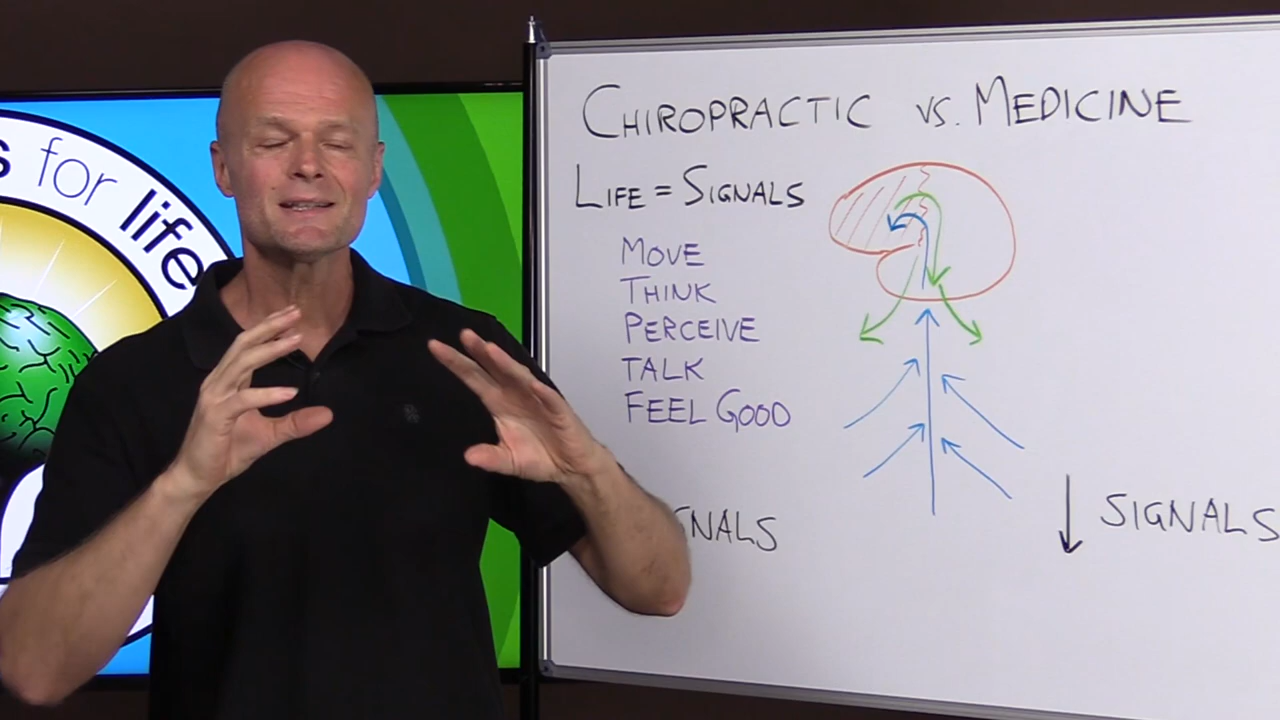 for life
CHIROPRACTIC VS. MEDICINE
LIFE = SIGNALS
MOVE
THINK
PERCEIVE
TALK
FEEL GOOD
↓ SIGNALS